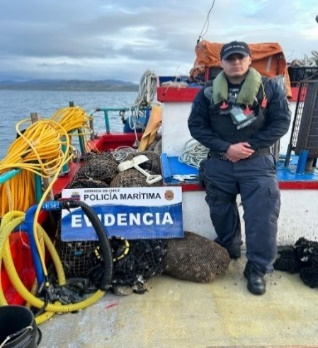 ARMADA DE CHILE
POLICÍA MARÍTIMA
EVIDENCIA